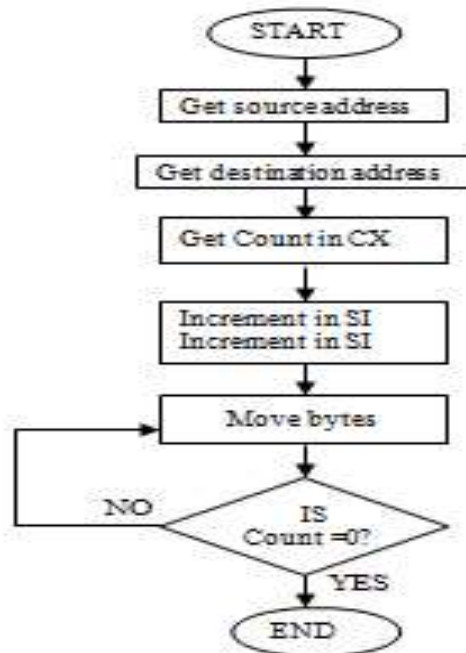 START
Get source address
Get destination address
Get Count in CX
Increment in SI
Increment in SI
Move bytes
NO
IS
Count =0?
YES
END